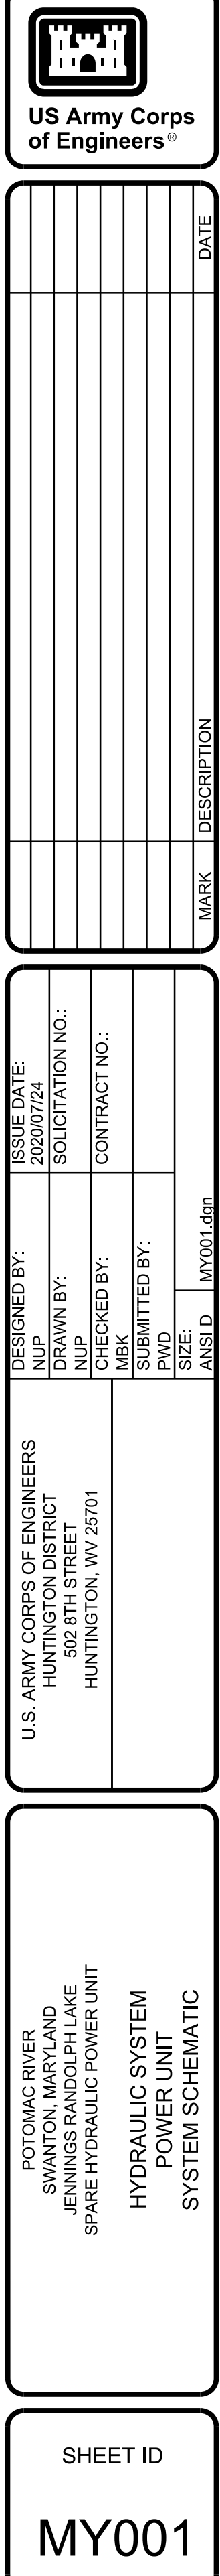 US Army Corps
of Engineers®
DATE
DESCRIPTION
MARK
ISSUE DATE:
2020/07/24
SOLICITATION NO.:
CONTRACT NO.:
DESIGNED BY:
NUP
DRAWN BY:
NUP
CHECKED BY:
MBK
SUBMITTED BY:
PWD
SIZE:
ANSI D
MY001.dgn
U.S. ARMY CORPS OF ENGINEERS
HUNTINGTON DISTRICT
502 8TH STREET
HUNTINGTON, WV 25701
POTOMAC RIVER
SWANTON, MARYLAND
JENNINGS RANDOLPH LAKE
SPARE HYDRAULIC POWER UNIT
HYDRAULIC SYSTEM
POWER UNIT
SYSTEM SCHEMATIC
SHEET ID
MY001